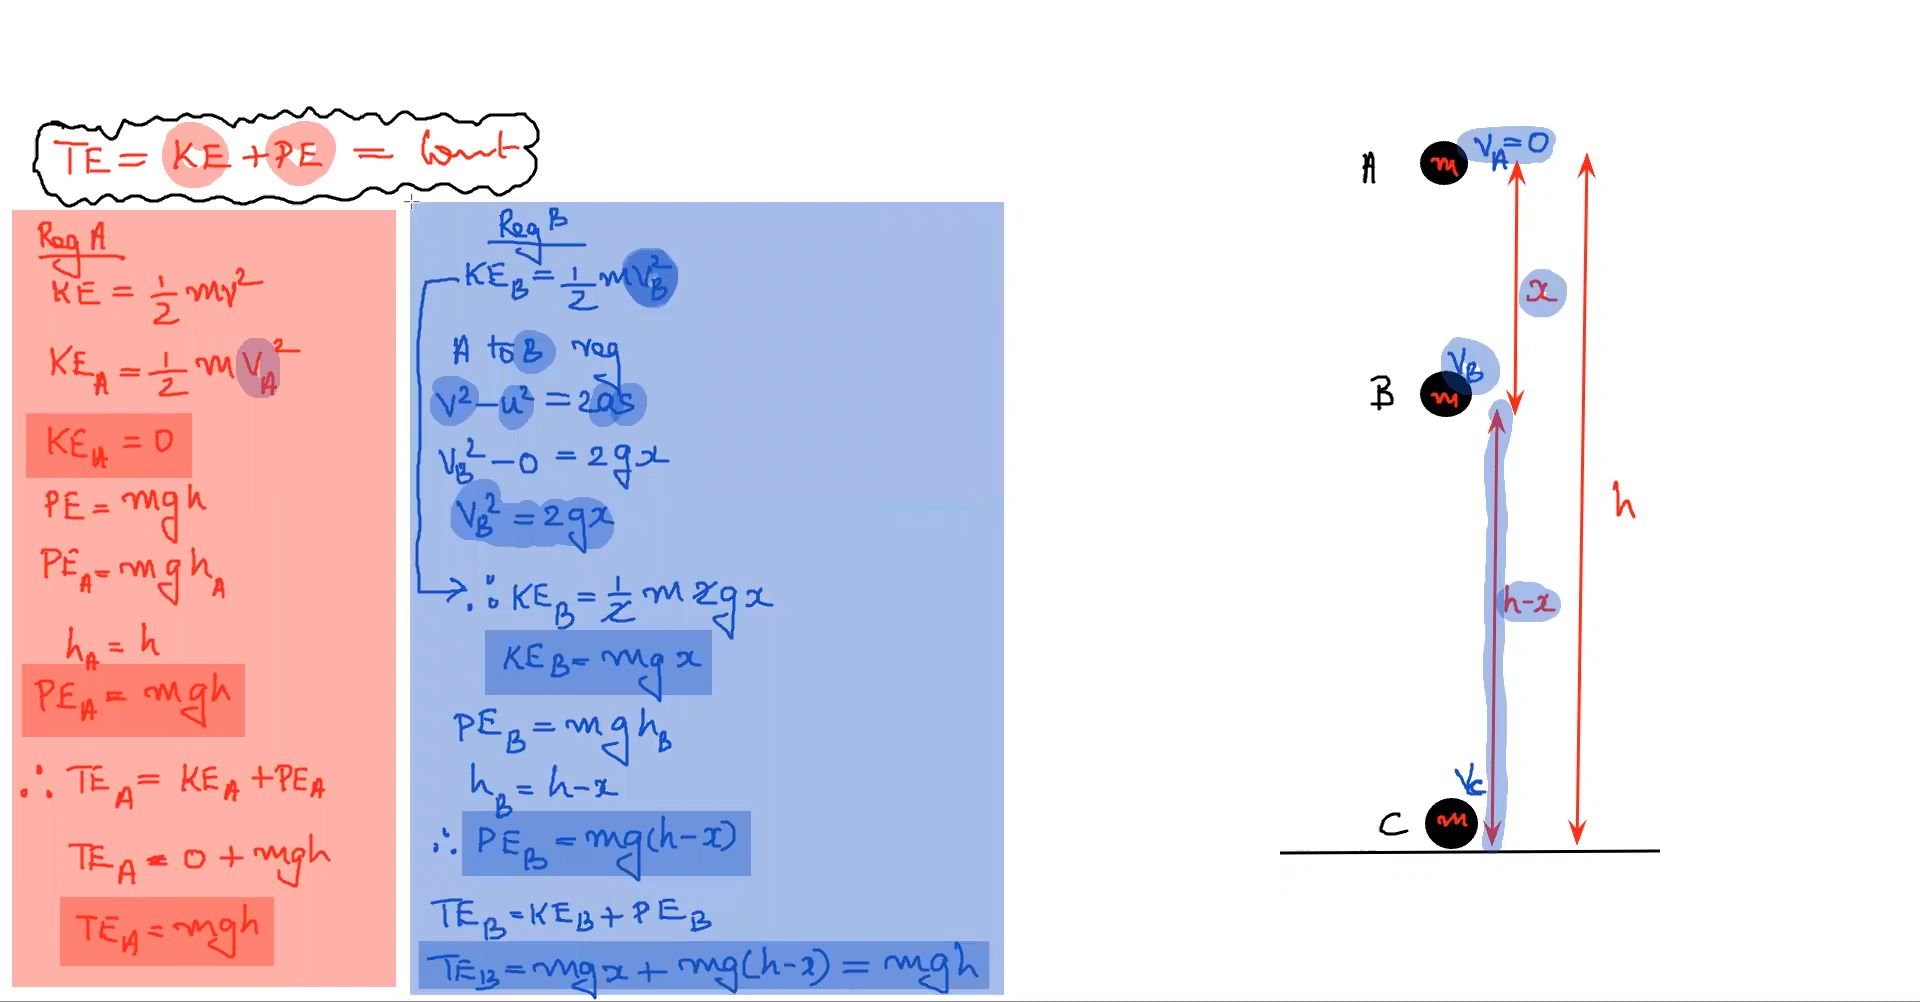 TE = KE + PE = Const
Reg A
KE = 1/2 mv²
KE_A = 1/2 m V_A²
KE_A = 0
PE = mgh
PE_A = mgh_A
h_A = h
PE_A = mgh
∴ TE_A = KE_A + PE_A
TE_A = 0 + mgh
TE_A = mgh
Reg B
KE_B = 1/2 m V_B²
A to B reg
V² - u² = 2as
V_B² - 0 = 2gx
V_B² = 2gx
∴ KE_B = 1/2 m 2gx
KE_B = mgx
PE_B = mgh_B
h_B = h-x
∴ PE_B = mg(h-x)
TE_B = KE_B + PE_B
TE_B = mgx + mg(h-x) = mgh
A m V_A = 0
x
V_B
B m
h
h-x
V_C
C m